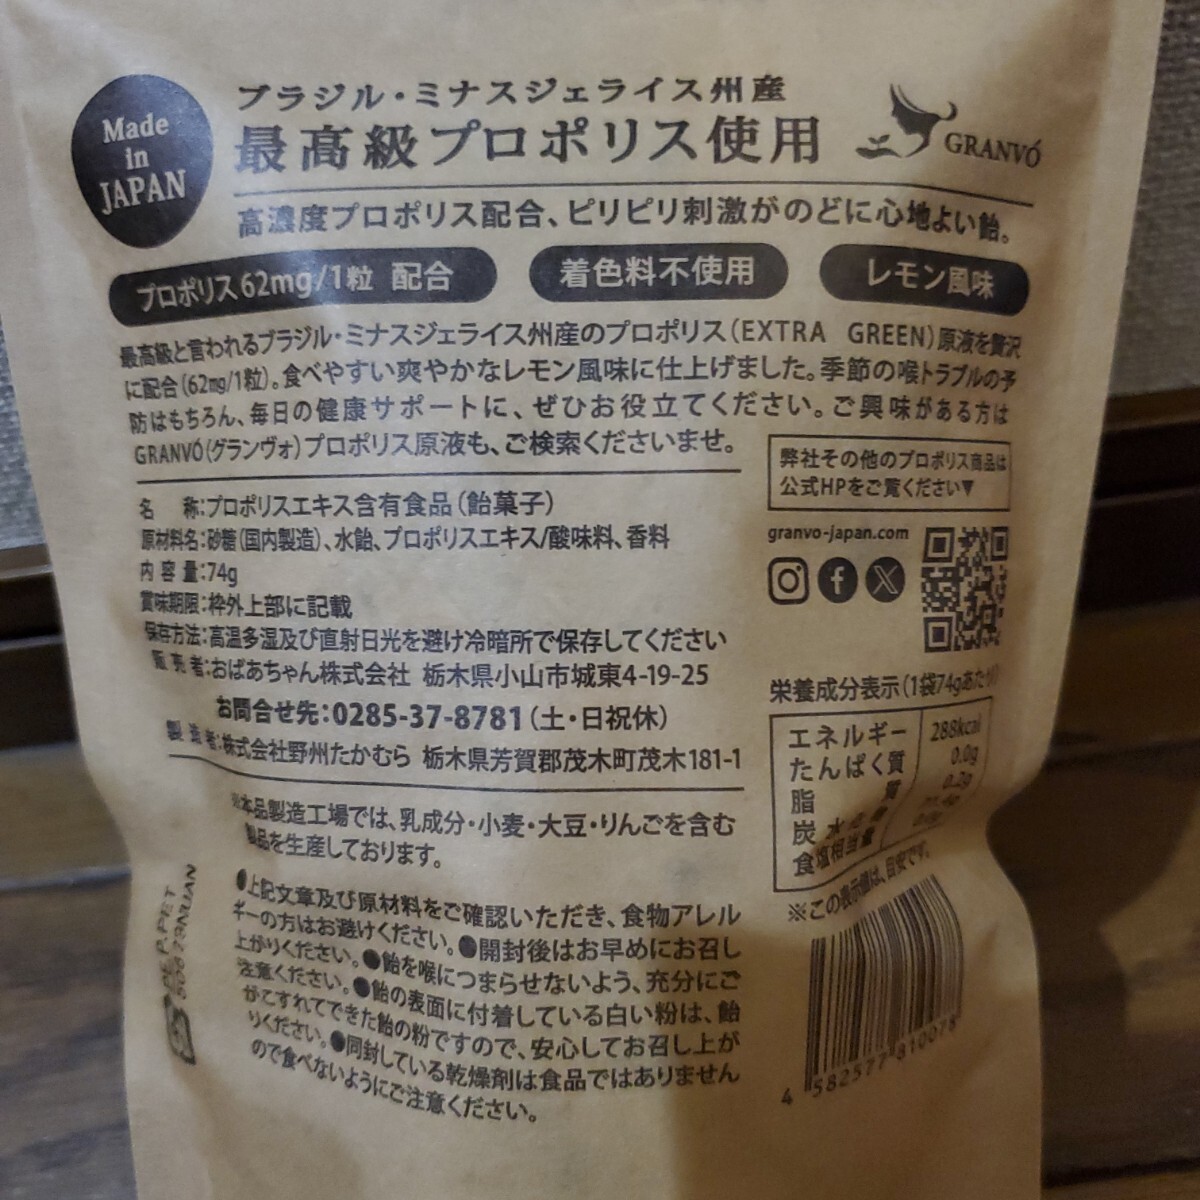 Made
in
JAPAN
ブラジル・ミナスジェライス州産
最高級プロポリス使用
GRANVÓ
高濃度プロポリス配合、ピリピリ刺激がのどに心地よい飴。
プロポリス62mg/1粒 配合
着色料不使用
レモン風味
最高級と言われるブラジル・ミナスジェライス州産のプロポリス(EXTRA GREEN)原液を贅沢
に配合(62mg/1粒)。食べやすい爽やかなレモン風味に仕上げました。季節の喉トラブルの予
防はもちろん、毎日の健康サポートに、ぜひお役立てください。ご興味がある方は
GRANVÓ(グランヴォ)プロポリス原液も、ご検索くださいませ。
弊社その他のプロポリス商品は
公式HPをご覧ください▼
granvo-japan.com
名 称:プロポリスエキス含有食品(飴菓子)
原材料名:砂糖(国内製造)、水飴、プロポリスエキス/酸味料、香料
内容量:74g
賞味期限:枠外上部に記載
保存方法:高温多湿及び直射日光を避け冷暗所で保存してください
販売者:おばあちゃん株式会社 栃木県小山市城東4-19-25
お問合せ先:0285-37-8781(土・日祝休)
製造者:株式会社野州たかむら 栃木県芳賀郡茂木町茂木181-1
※本品製造工場では、乳成分・小麦・大豆・りんごを含む
製品を生産しております。
栄養成分表示(1袋74gあたり)
エネルギー 288kcal
たんぱく質 0.0g
脂質 0.2g
炭水化物
食塩相当量
※この表示値は、目安です。
●上記文章及び原材料をご確認いただき、食物アレル
ギーの方はお避けください。●開封後はお早めにお召し
上がりください。●飴を喉につまらせないよう、充分にご
注意ください。●飴の表面に付着している白い粉は、飴
がこすれてできた飴の粉ですので、安心してお召し上が
りください。●同封している乾燥剤は食品ではありません
ので食べないようにご注意ください。
4 582577 810078